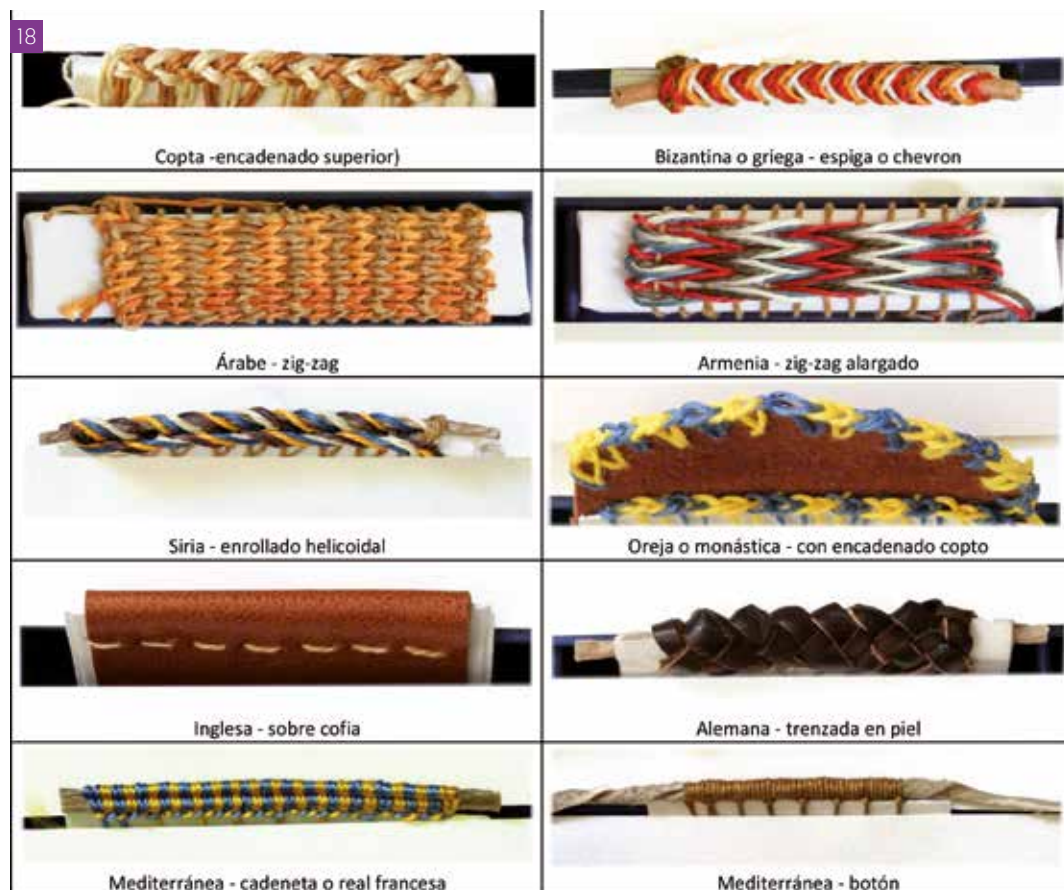 18
Copta -encadenado superior)
Bizantina o griega - espiga o chevron
Árabe - zig-zag
Armenia - zig-zag alargado
Siria - enrollado helicoidal
Oreja o monástica - con encadenado copto
Inglesa - sobre cofia
Alemana - trenzada en piel
Mediterránea - cadeneta o real francesa
Mediterránea - botón